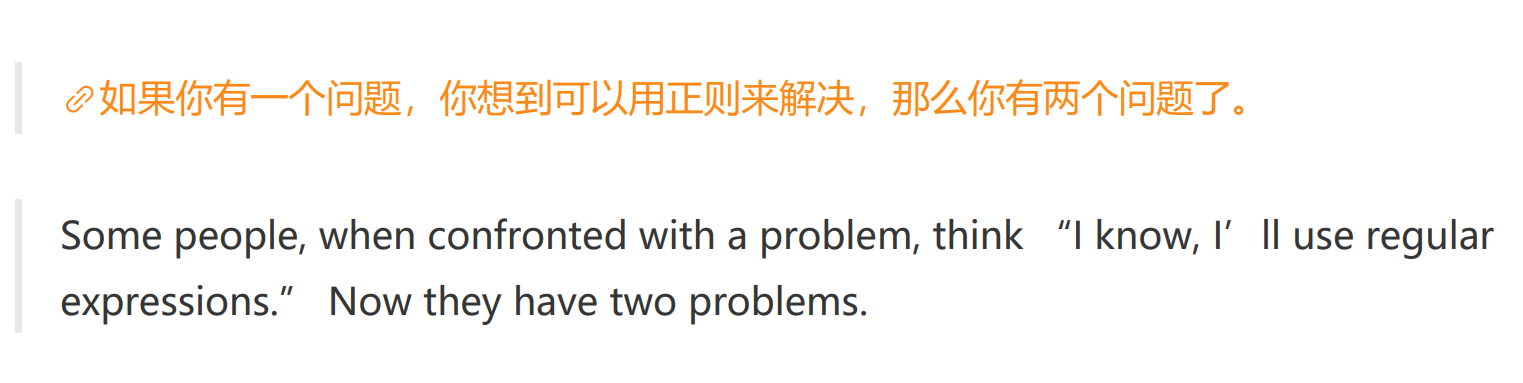 如果你有一个问题，你想到可以用正则来解决，那么你有两个问题了。
Some people, when confronted with a problem, think “I know, I’ll use regular
expressions.” Now they have two problems.